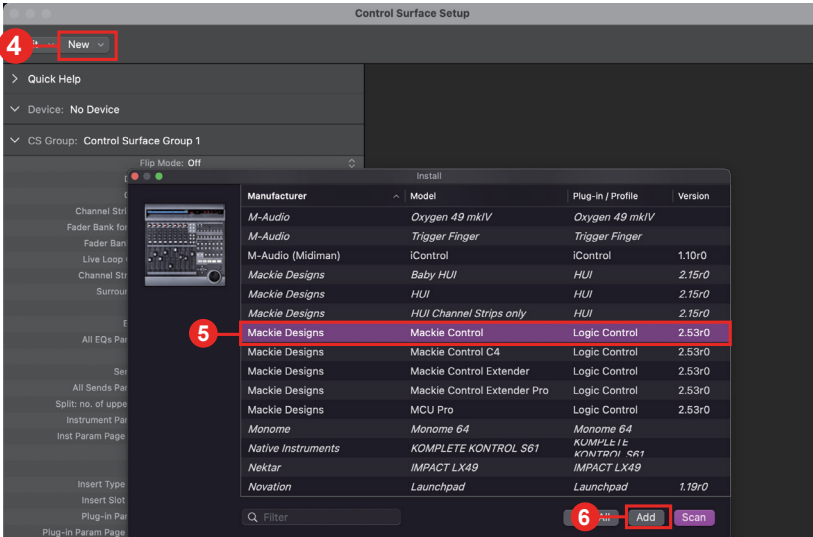 Control Surface Setup
4
New
Quick Help
Device: No Device
CS Group: Control Surface Group 1
Flip Mode: Off
Install
Manufacturer Model Plug-in / Profile Version
M-Audio Oxygen 49 mkIV Oxygen 49 mkIV
Channel Stri
M-Audio Trigger Finger Trigger Finger
Fader Bank for
Fader Ban
M-Audio (Midiman) iControl iControl 1.10r0
Live Loop
Mackie Designs Baby HUI HUI 2.15r0
Channel Str
Mackie Designs HUI HUI 2.15r0
Surrour
Mackie Designs HUI Channel Strips only HUI 2.15r0
5
Mackie Designs Mackie Control Logic Control 2.53r0
All EQs Par
Mackie Designs Mackie Control C4 Logic Control 2.53r0
Mackie Designs Mackie Control Extender Logic Control 2.53r0
Ser
Mackie Designs Mackie Control Extender Pro Logic Control 2.53r0
All Sends Par
Mackie Designs MCU Pro Logic Control 2.53r0
Split: no. of uppe
Instrument Par
Monome Monome 64 Monome 64
Inst Param Page
Native Instruments KOMPLETE KONTROL S61 KOMPLETE KONTROL S61
Nektar IMPACT LX49 IMPACT LX49
Insert Type
Novation Launchpad Launchpad 1.19r0
Insert Slot
Plug-in Par
Filter
6
All
Add
Scan
Plug-in Param Page